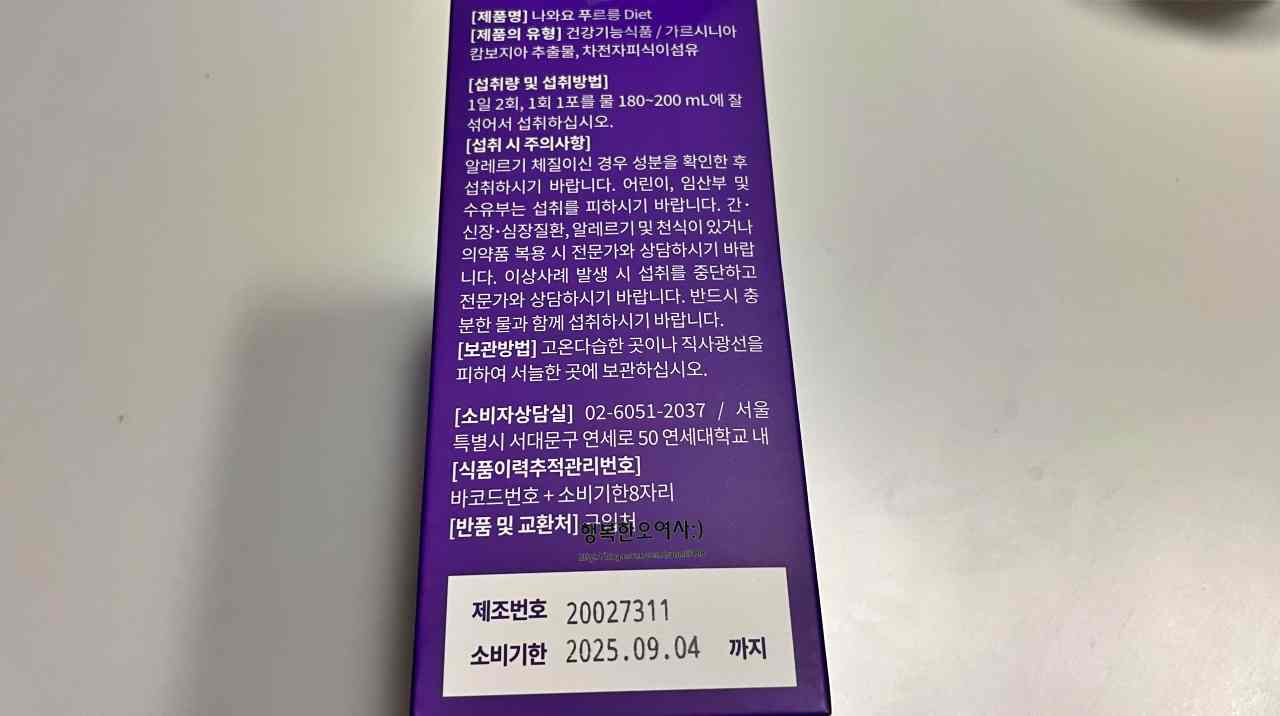 [제품명] 나와요 푸르릉 Diet
[제품의 유형] 건강기능식품 / 가르시니아
캄보지아 추출물, 차전자피식이섬유
[섭취량 및 섭취방법]
1일 2회, 1회 1포를 물 180~200 mL에 잘
섞어서 섭취하십시오.
[섭취 시 주의사항]
알레르기 체질이신 경우 성분을 확인한 후
섭취하시기 바랍니다. 어린이, 임산부 및
수유부는 섭취를 피하시기 바랍니다. 간·
신장·심장질환, 알레르기 및 천식이 있거나
의약품 복용 시 전문가와 상담하시기 바랍
니다. 이상사례 발생 시 섭취를 중단하고
전문가와 상담하시기 바랍니다. 반드시 충
분한 물과 함께 섭취하시기 바랍니다.
[보관방법] 고온다습한 곳이나 직사광선을
피하여 서늘한 곳에 보관하십시오.
[소비자상담실] 02-6051-2037 / 서울
특별시 서대문구 연세로 50 연세대학교 내
[식품이력추적관리번호]
바코드번호 + 소비기한8자리
[반품 및 교환처] 구입처
행복한오여사:)
제조번호 20027311
소비기한 2025.09.04 까지